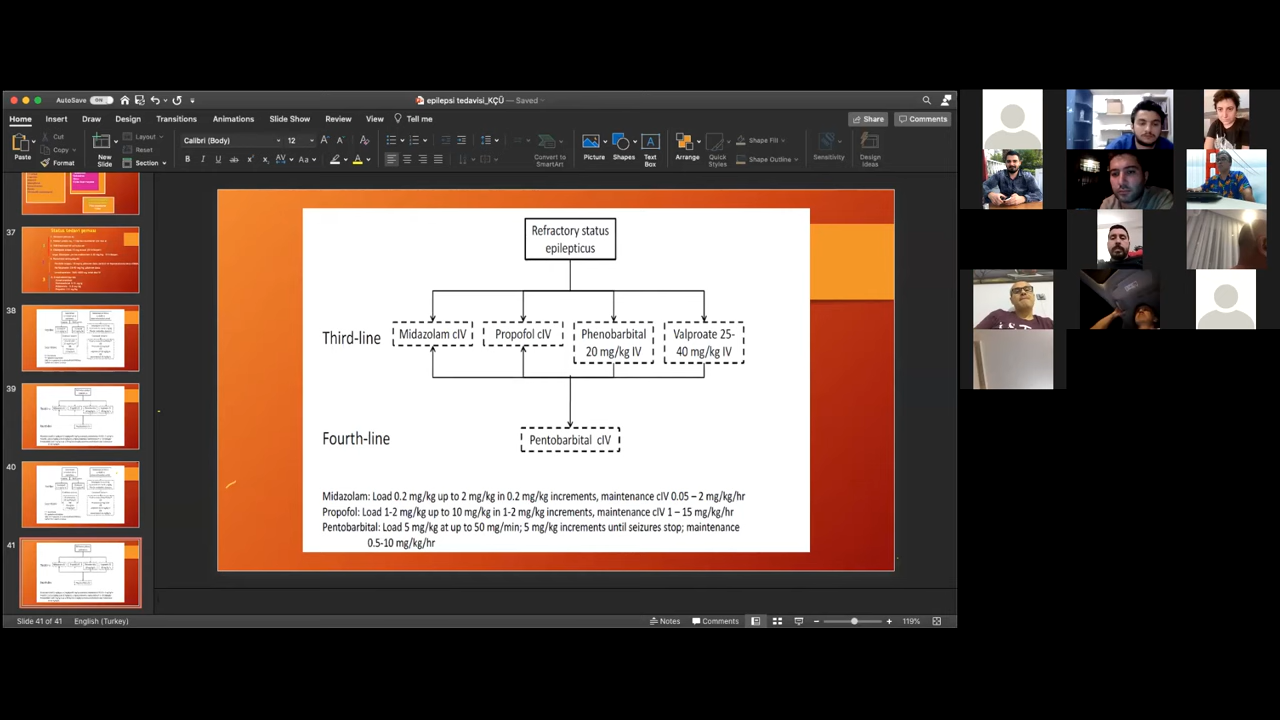 AutoSave ON
epilepsi tedavisi_KÇÜ — Saved
Home Insert Draw Design Transitions Animations Slide Show Review View Tell me
Share Comments
Paste
Cut
Copy
Format
New Slide
Layout
Reset
Section
Calibri (Body) 12
B I U ab
Convert to SmartArt
Picture Shapes Text Box
Arrange Quick Styles
Shape Fill
Shape Outline
Sensitivity
Design Ideas
37
38
39
40
41
Refractory status
epilepticus
Third-line
Midazolam cIV
Propofol cIV
Phenobarbital
20 mg/kg IV
Valproate 25-
40 mg/kg IV
Fourth-line
Pentobarbital cIV
Midazolam: Load 0.2 mg/kg up to 2 mg/kg in 0.2 mg/kg increments, maintenance cIV 0.05 – 2 mg/kg/hr
Propofol: Load 1-2 mg/kg up to 10 mg/kg in 1-2 mg/kg increments, maintenance cIV 1 – 15 mg/kg/hr
Pentobarbital: Load 5 mg/kg at up to 50 mg/min; 5 mg/kg increments until seizures stop; maintenance
0.5-10 mg/kg/hr
Slide 41 of 41 English (Turkey)
Notes Comments
119%